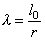 λ = l₀/r